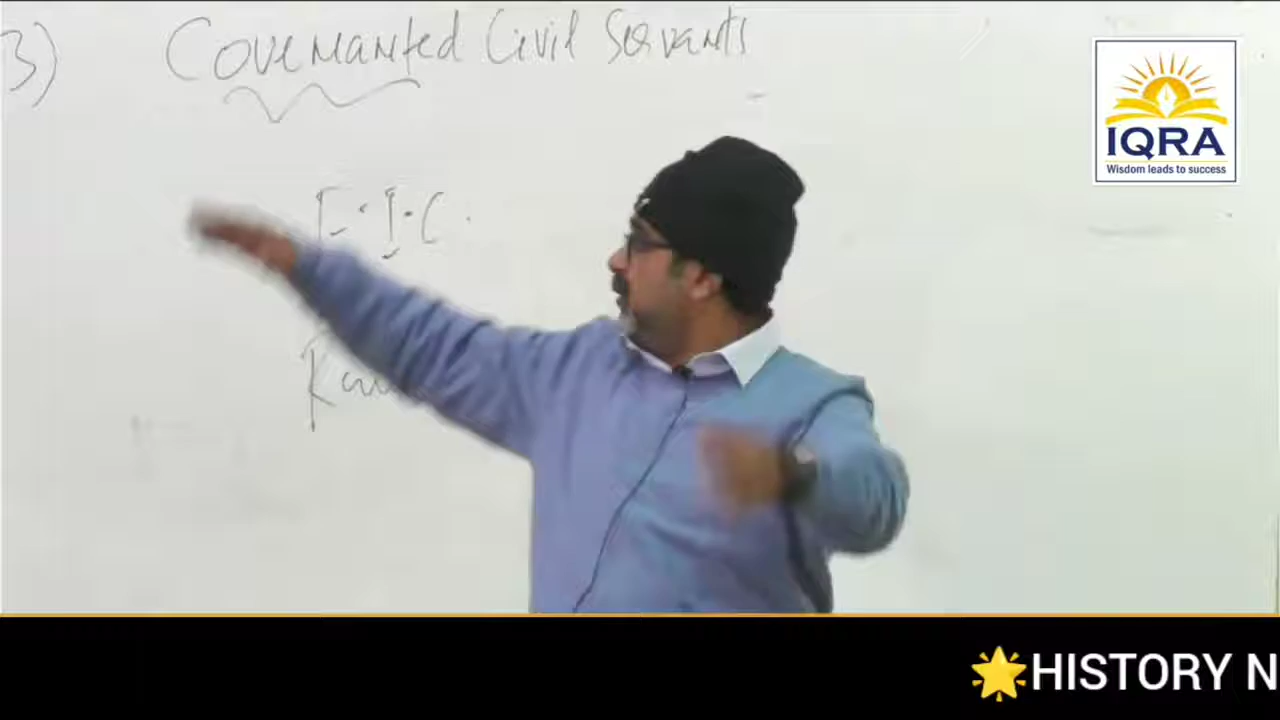 3) Covenanted Civil Servants
E.I.C.
IQRA
Wisdom leads to success
🌟HISTORY N